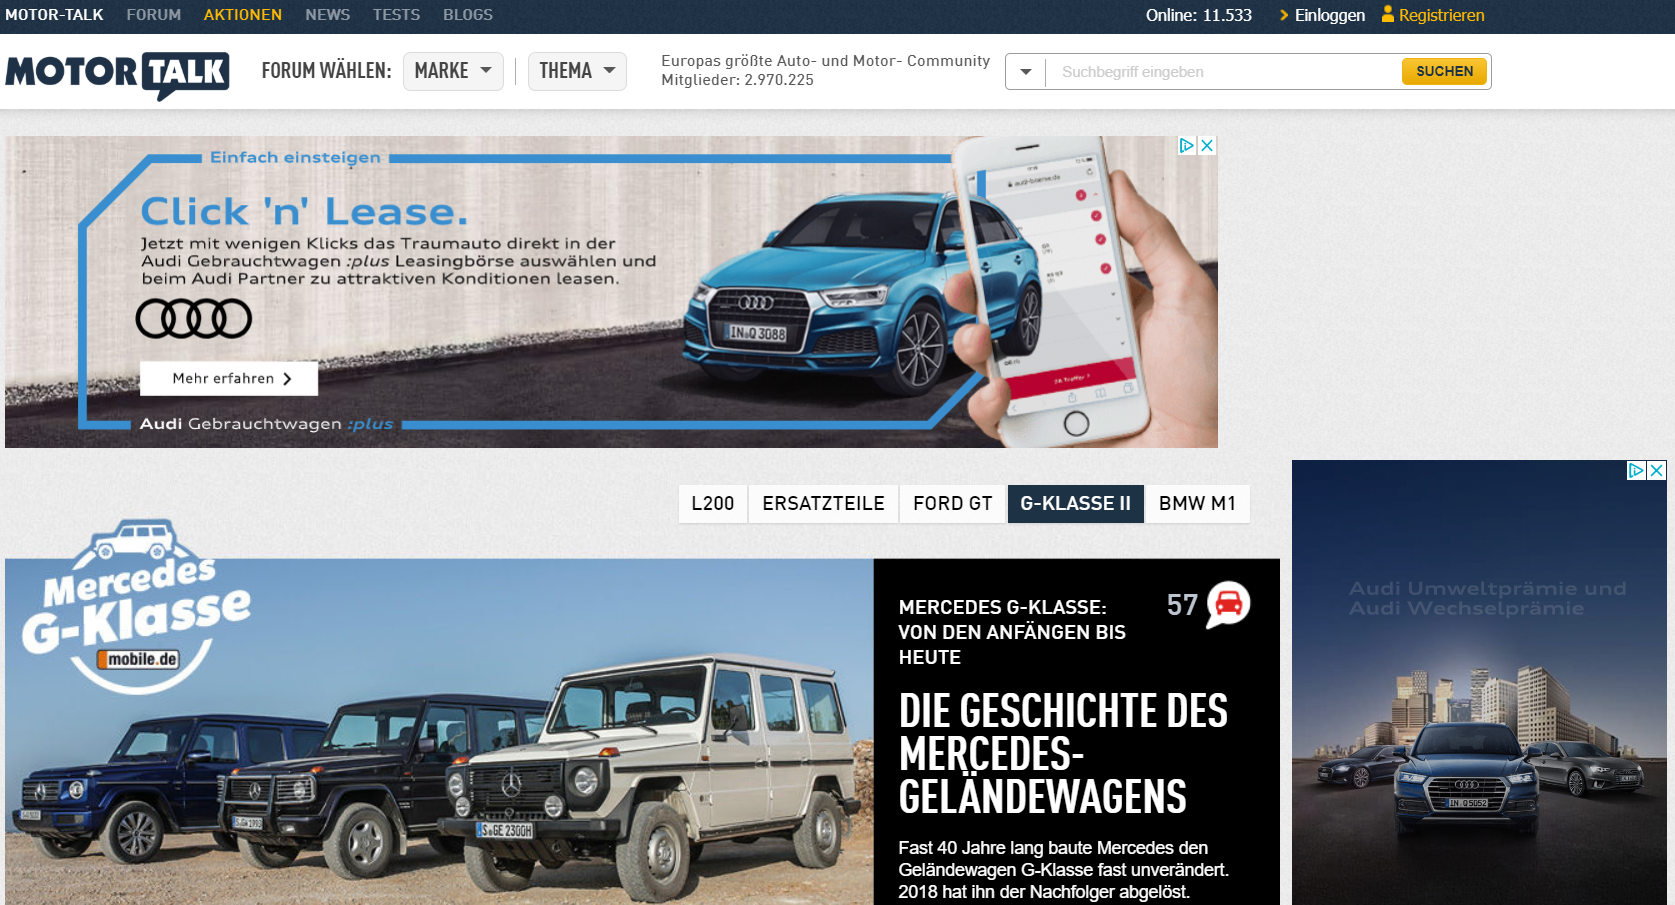 MOTOR-TALK FORUM AKTIONEN NEWS TESTS BLOGS
Online: 11.533 Einloggen Registrieren
MOTOR TALK
FORUM WÄHLEN: MARKE THEMA
Europas größte Auto- und Motor- Community
Mitglieder: 2.970.225
Suchbegriff eingeben
SUCHEN
Einfach einsteigen
Click 'n' Lease.
Jetzt mit wenigen Klicks das Traumauto direkt in der
Audi Gebrauchtwagen :plus Leasingbörse auswählen und
beim Audi Partner zu attraktiven Konditionen leasen.
Mehr erfahren
Audi Gebrauchtwagen :plus
IN Q 3088
audi-boerse.de
L200 ERSATZTEILE FORD GT G-KLASSE II BMW M1
Mercedes
G-Klasse
mobile.de
S GE 2300H
MERCEDES G-KLASSE:
VON DEN ANFÄNGEN BIS
HEUTE
57
DIE GESCHICHTE DES
MERCEDES-
GELÄNDEWAGENS
Fast 40 Jahre lang baute Mercedes den
Geländewagen G-Klasse fast unverändert.
2018 hat ihn der Nachfolger abgelöst.
Audi Umweltprämie und
Audi Wechselprämie
IN Q 5052